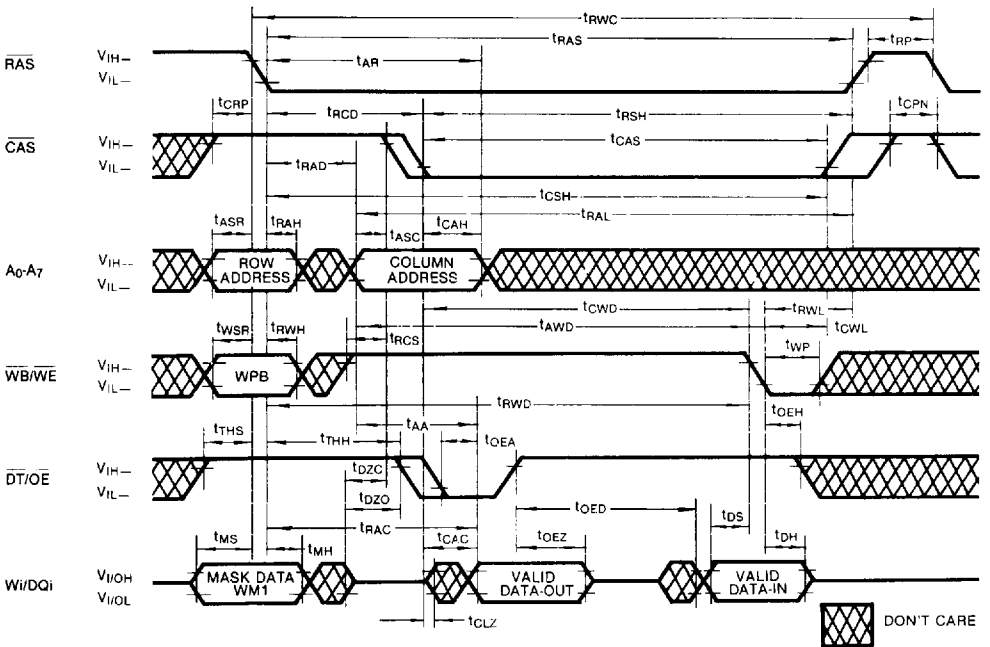 tRWC
tRAS
tRP
tAR
RAS
VIH—
VIL—
tCRP
tRCD
tRSH
tCPN
CAS
VIH—
VIL—
tCAS
tRAD
tCSH
tRAL
tASR
tRAH
tASC
tCAH
A0-A7
VIH--
VIL—
ROW ADDRESS
COLUMN ADDRESS
tCWD
tRWL
tWSR
tRWH
tRCS
tAWD
tCWL
tWP
WB/WE
VIH—
VIL—
WPB
tRWD
tOEH
tAA
tOEA
tTHS
tTHH
DT/OE
VIH—
VIL—
tDZC
tDZO
tOED
tDS
tRAC
tMS
tMH
tCAC
tOEZ
tDH
Wi/DQi
VI/OH
VI/OL
MASK DATA WM1
VALID DATA-OUT
VALID DATA-IN
tCLZ
DON'T CARE